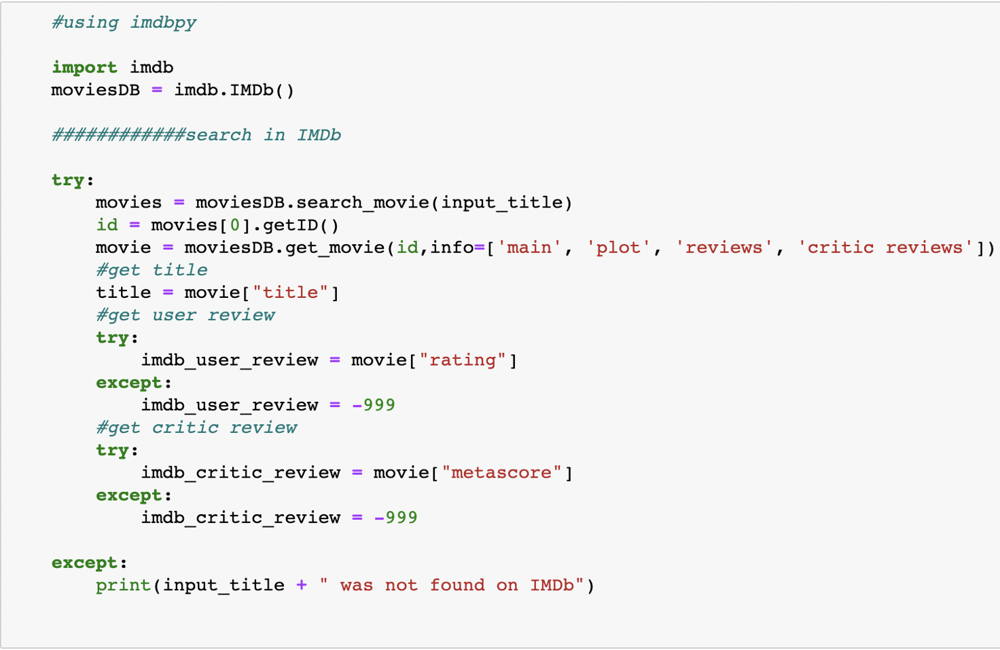 #using imdbpy
import imdb
moviesDB = imdb.IMDb()
############search in IMDb
try:
    movies = moviesDB.search_movie(input_title)
    id = movies[0].getID()
    movie = moviesDB.get_movie(id,info=['main', 'plot', 'reviews', 'critic reviews'])
    #get title
    title = movie["title"]
    #get user review
    try:
        imdb_user_review = movie["rating"]
    except:
        imdb_user_review = -999
    #get critic review
    try:
        imdb_critic_review = movie["metascore"]
    except:
        imdb_critic_review = -999
except:
    print(input_title + " was not found on IMDb")